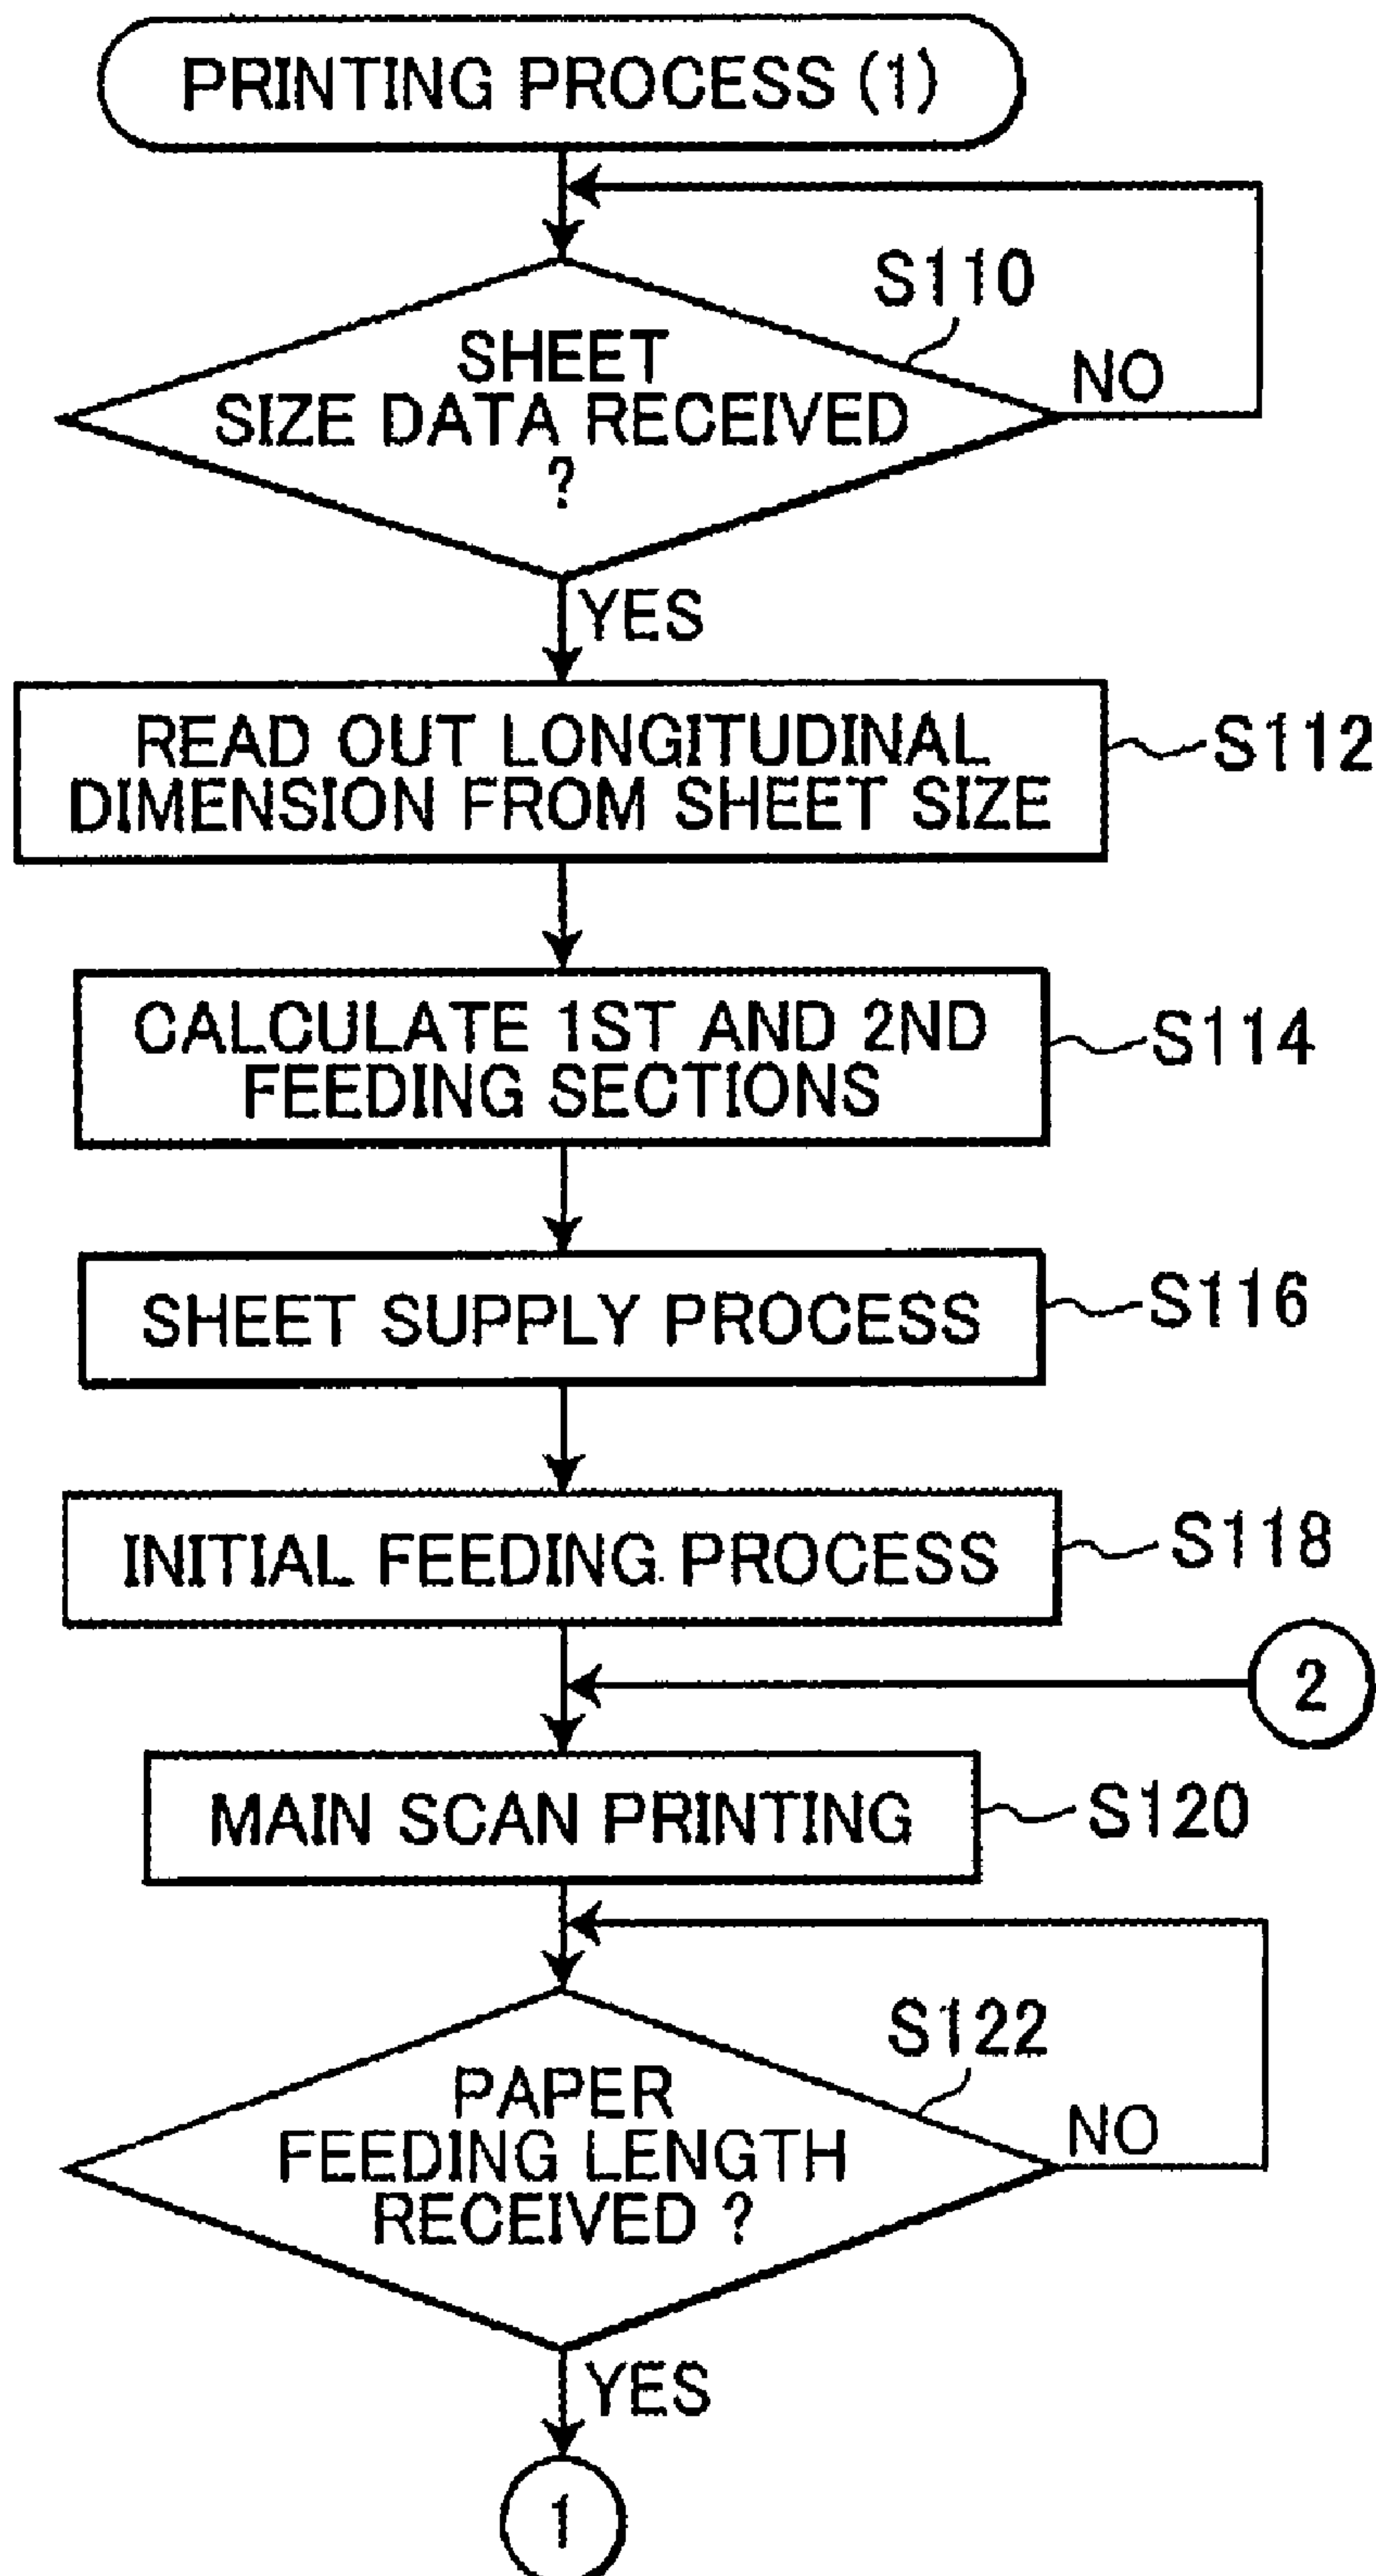 PRINTING PROCESS (1)
S110
SHEET
SIZE DATA RECEIVED
?
NO
YES
READ OUT LONGITUDINAL
DIMENSION FROM SHEET SIZE
S112
CALCULATE 1ST AND 2ND
FEEDING SECTIONS
S114
SHEET SUPPLY PROCESS
S116
INITIAL FEEDING PROCESS
S118
2
MAIN SCAN PRINTING
S120
S122
PAPER
FEEDING LENGTH
RECEIVED ?
NO
YES
1